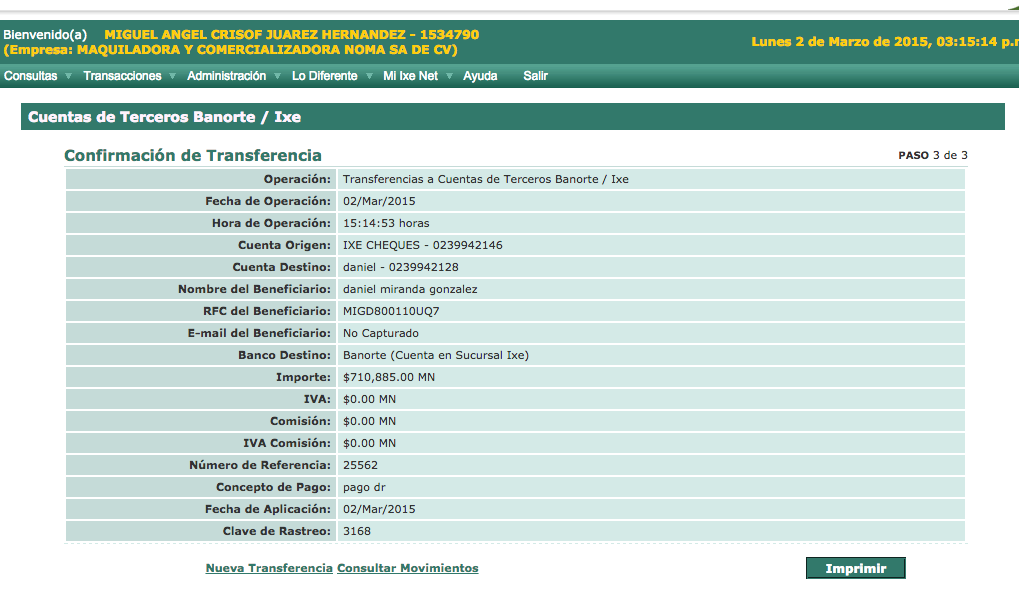 Bienvenido(a) MIGUEL ANGEL CRISOF JUAREZ HERNANDEZ - 1534790
(Empresa: MAQUILADORA Y COMERCIALIZADORA NOMA SA DE CV)
Lunes 2 de Marzo de 2015, 03:15:14 p.
Consultas Transacciones Administración Lo Diferente Mi Ixe Net Ayuda Salir
Cuentas de Terceros Banorte / Ixe
Confirmación de Transferencia PASO 3 de 3
Operación: Transferencias a Cuentas de Terceros Banorte / Ixe
Fecha de Operación: 02/Mar/2015
Hora de Operación: 15:14:53 horas
Cuenta Origen: IXE CHEQUES - 0239942146
Cuenta Destino: daniel - 0239942128
Nombre del Beneficiario: daniel miranda gonzalez
RFC del Beneficiario: MIGD800110UQ7
E-mail del Beneficiario: No Capturado
Banco Destino: Banorte (Cuenta en Sucursal Ixe)
Importe: $710,885.00 MN
IVA: $0.00 MN
Comisión: $0.00 MN
IVA Comisión: $0.00 MN
Número de Referencia: 25562
Concepto de Pago: pago dr
Fecha de Aplicación: 02/Mar/2015
Clave de Rastreo: 3168
Nueva Transferencia Consultar Movimientos Imprimir